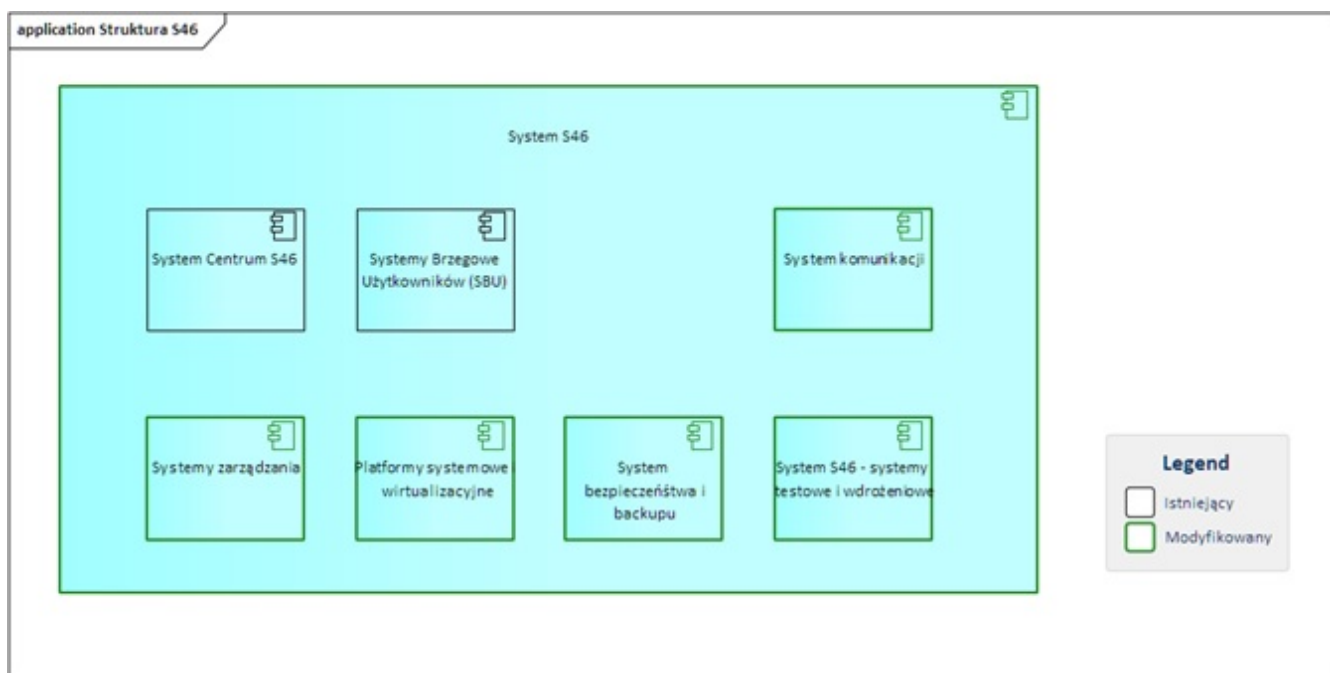 application Struktura S46
System S46
System Centrum S46
Systemy Brzegowe
Użytkowników (SBU)
System komunikacji
Systemy zarządzania
Platformy systemowe
wirtualizacyjne
System
bezpieczeńśtwa i
backupu
System S46 - systemy
testowe i wdrożeniowe
Legend
Istniejący
Modyfikowany